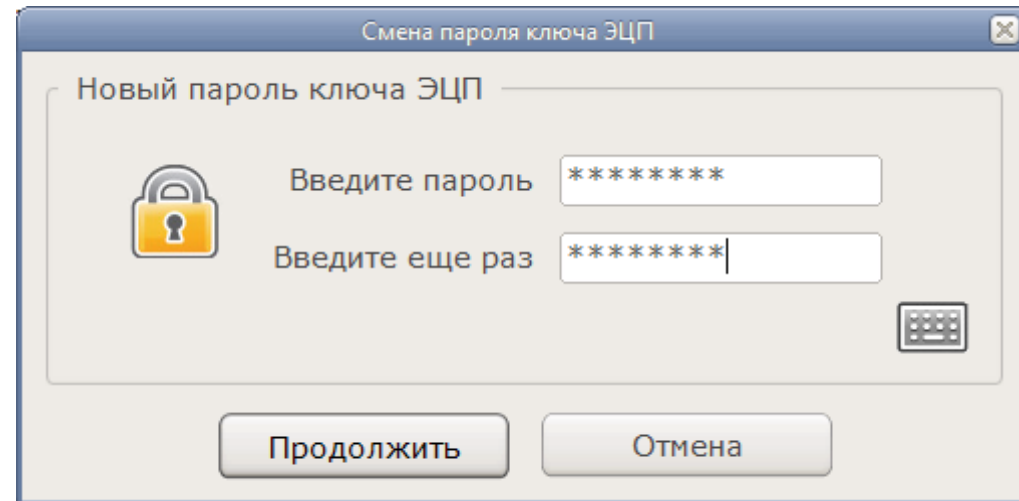 Смена пароля ключа ЭЦП
Новый пароль ключа ЭЦП
Введите пароль ********
Введите еще раз ********
Продолжить Отмена